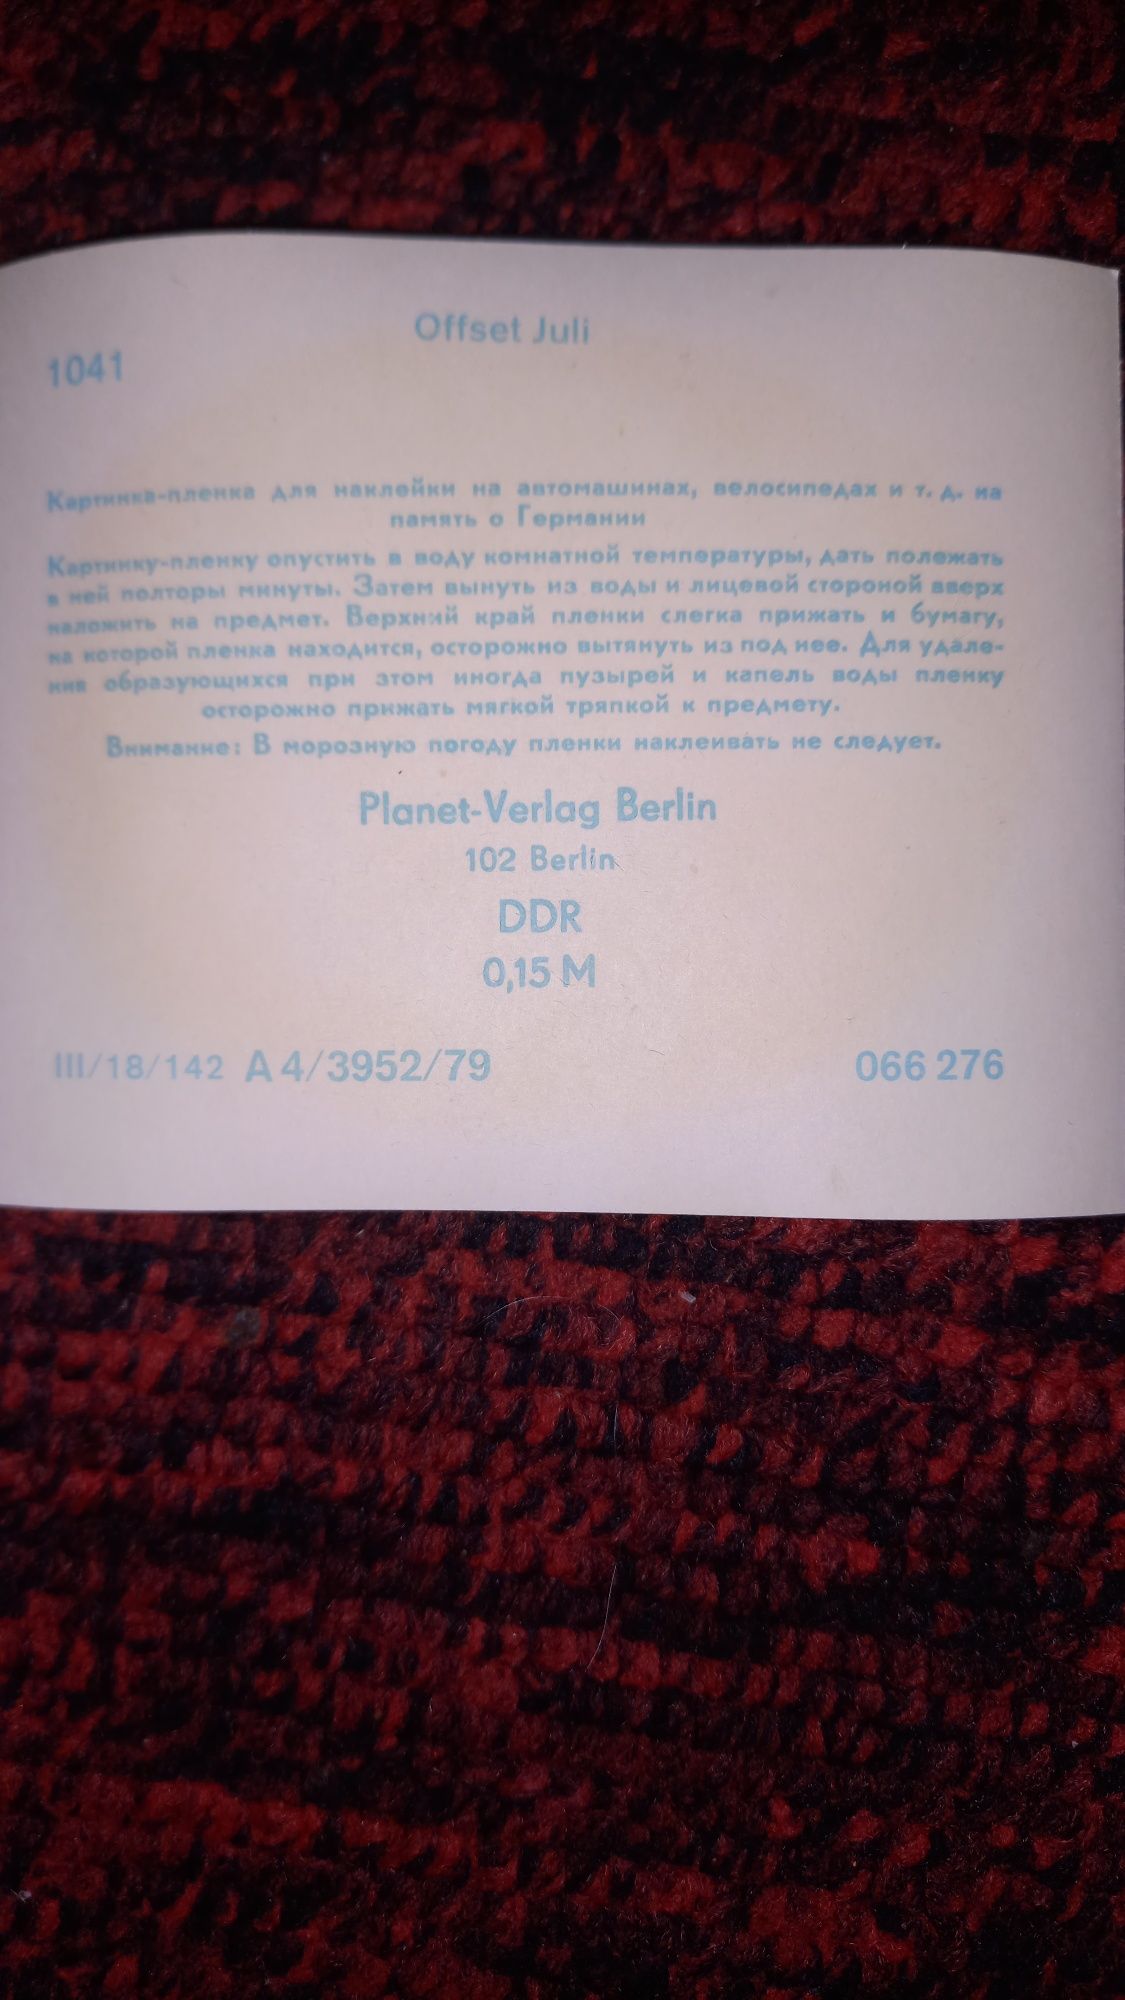 Offset Juli
1041
Картинка-пленка для наклейки на автомашинах, велосипедах и т. д. на
память о Германии
Картинку-пленку опустить в воду комнатной температуры, дать полежать
в ней полторы минуты. Затем вынуть из воды и лицевой стороной вверх
наложить на предмет. Верхний край пленки слегка прижать и бумагу,
на которой пленка находится, осторожно вытянуть из под нее. Для удале-
ния образующихся при этом иногда пузырей и капель воды пленку
осторожно прижать мягкой тряпкой к предмету.
Внимание: В морозную погоду пленки наклеивать не следует.
Planet-Verlag Berlin
102 Berlin
DDR
0,15 M
III/18/142 A 4/3952/79 066 276